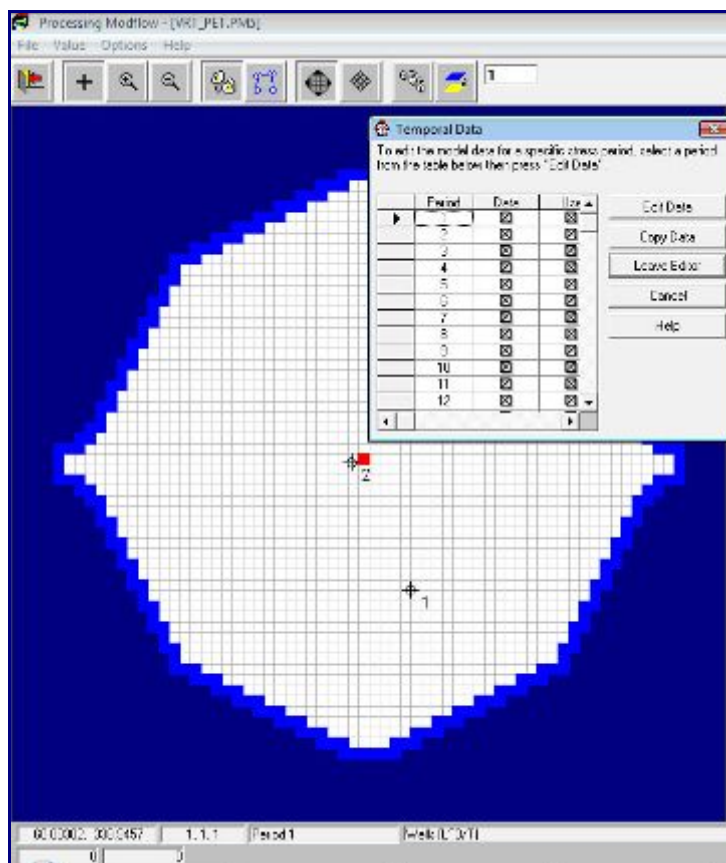 Processing Modflow - [VRT_PET.PM5]
File Value Options Help
1
Temporal Data
To edit the model data for a specific stress period, select a period
from the table below then press "Edit Data".
Period Data Use
1
2
3
4
5
6
7
8
9
10
11
12
Edit Data
Copy Data
Leave Editor
Cancel
Help
2
1
1, 1, 1 Period 1
0 0